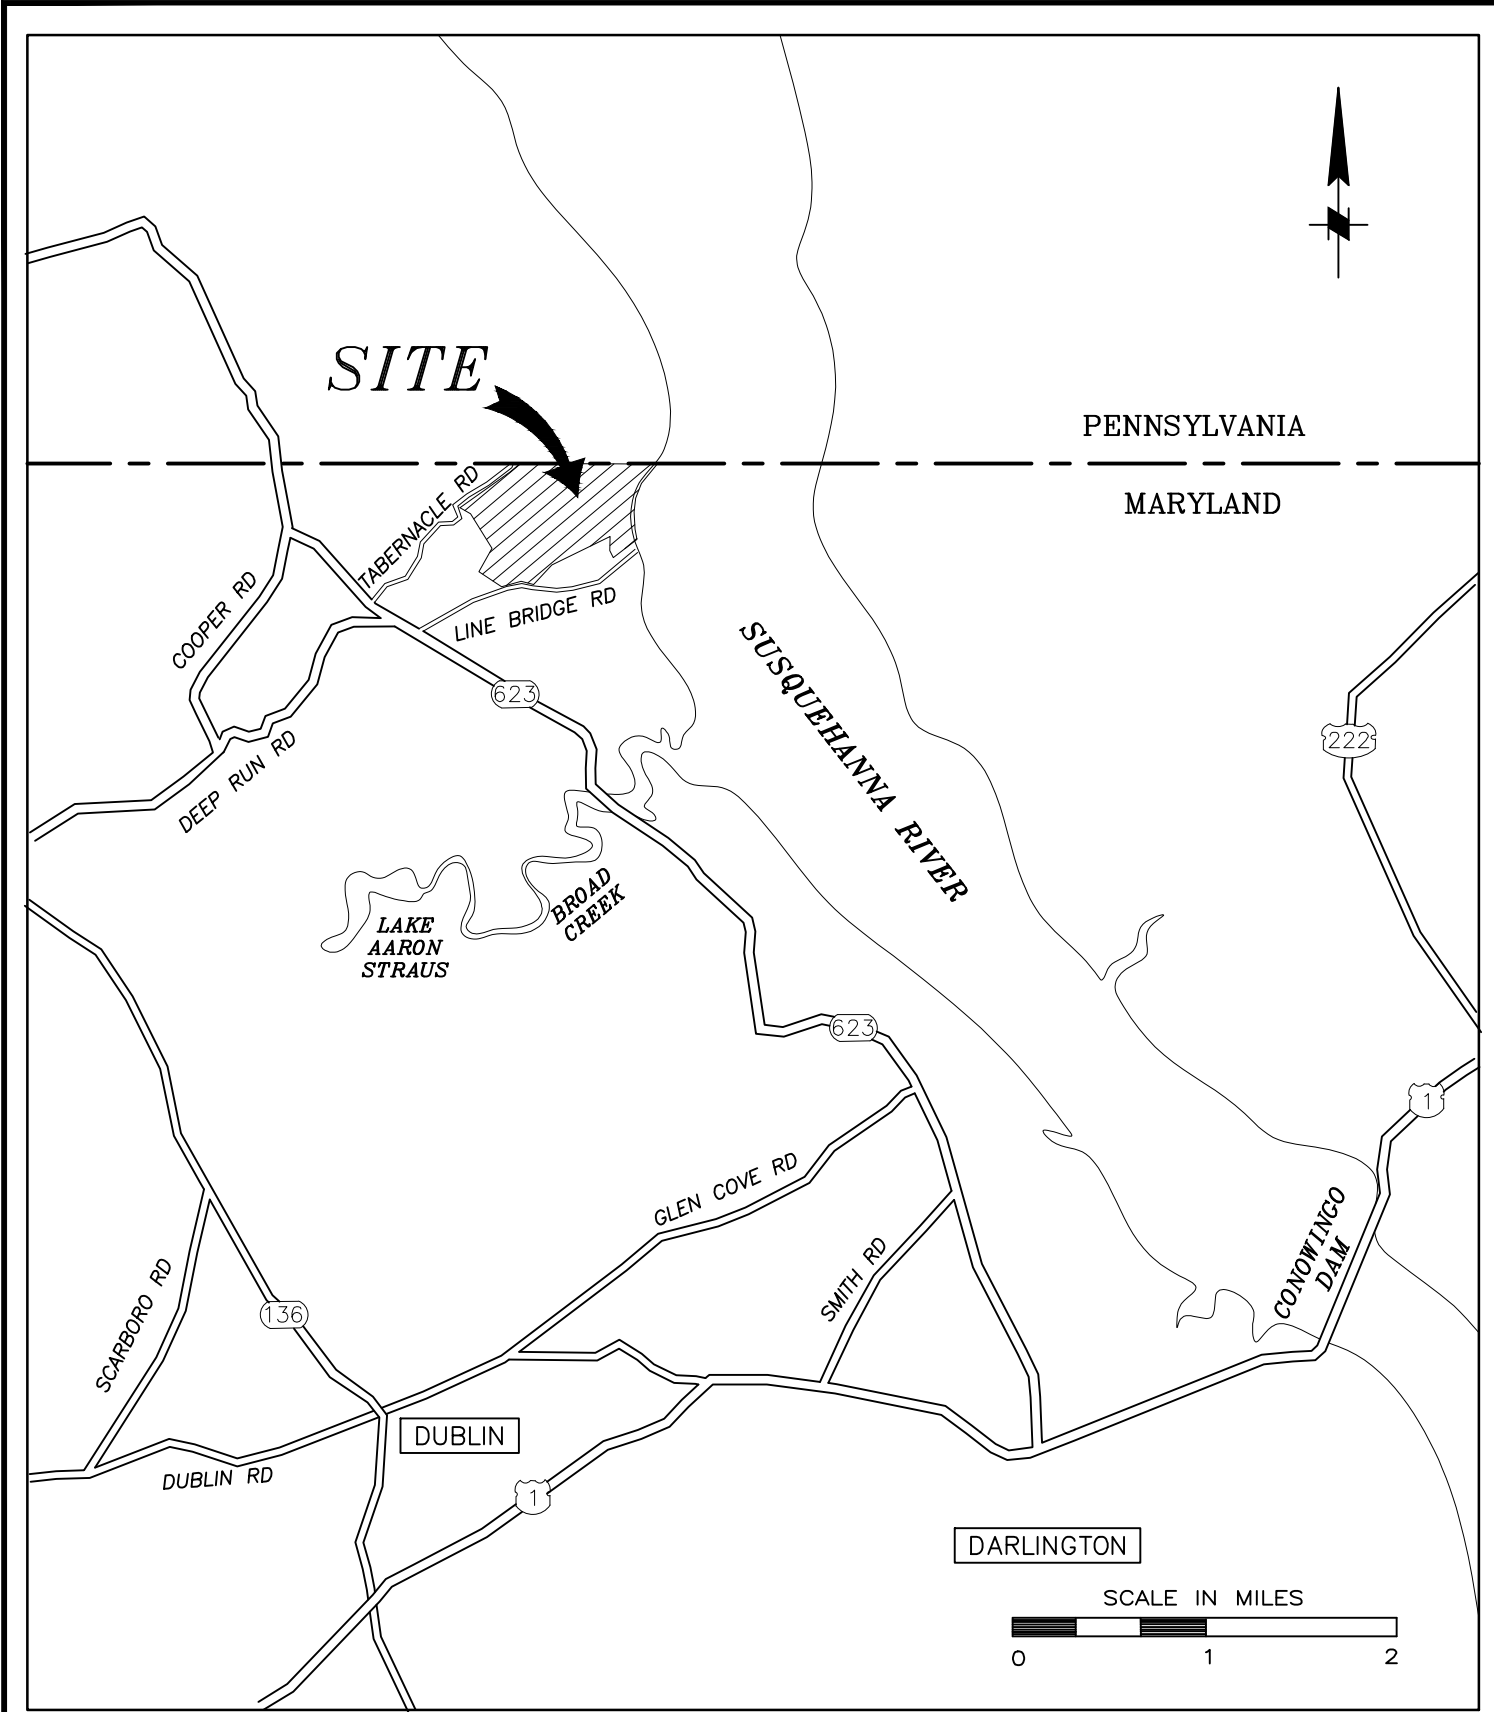 SITE
PENNSYLVANIA
MARYLAND
TABERNACLE RD
COOPER RD
LINE BRIDGE RD
623
SUSQUEHANNA RIVER
222
DEEP RUN RD
BROAD
CREEK
LAKE
AARON
STRAUS
623
1
GLEN COVE RD
CONOWINGO
DAM
SMITH RD
SCARBORO RD
136
DUBLIN
DUBLIN RD
1
DARLINGTON
SCALE IN MILES
0 1 2